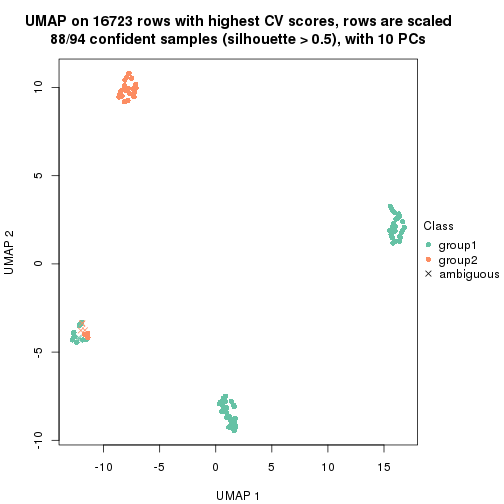 UMAP on 16723 rows with highest CV scores, rows are scaled
88/94 confident samples (silhouette > 0.5), with 10 PCs
10
5
0
-5
-10
UMAP 2
-10 -5 0 5 10 15
UMAP 1
Class
group1
group2
ambiguous